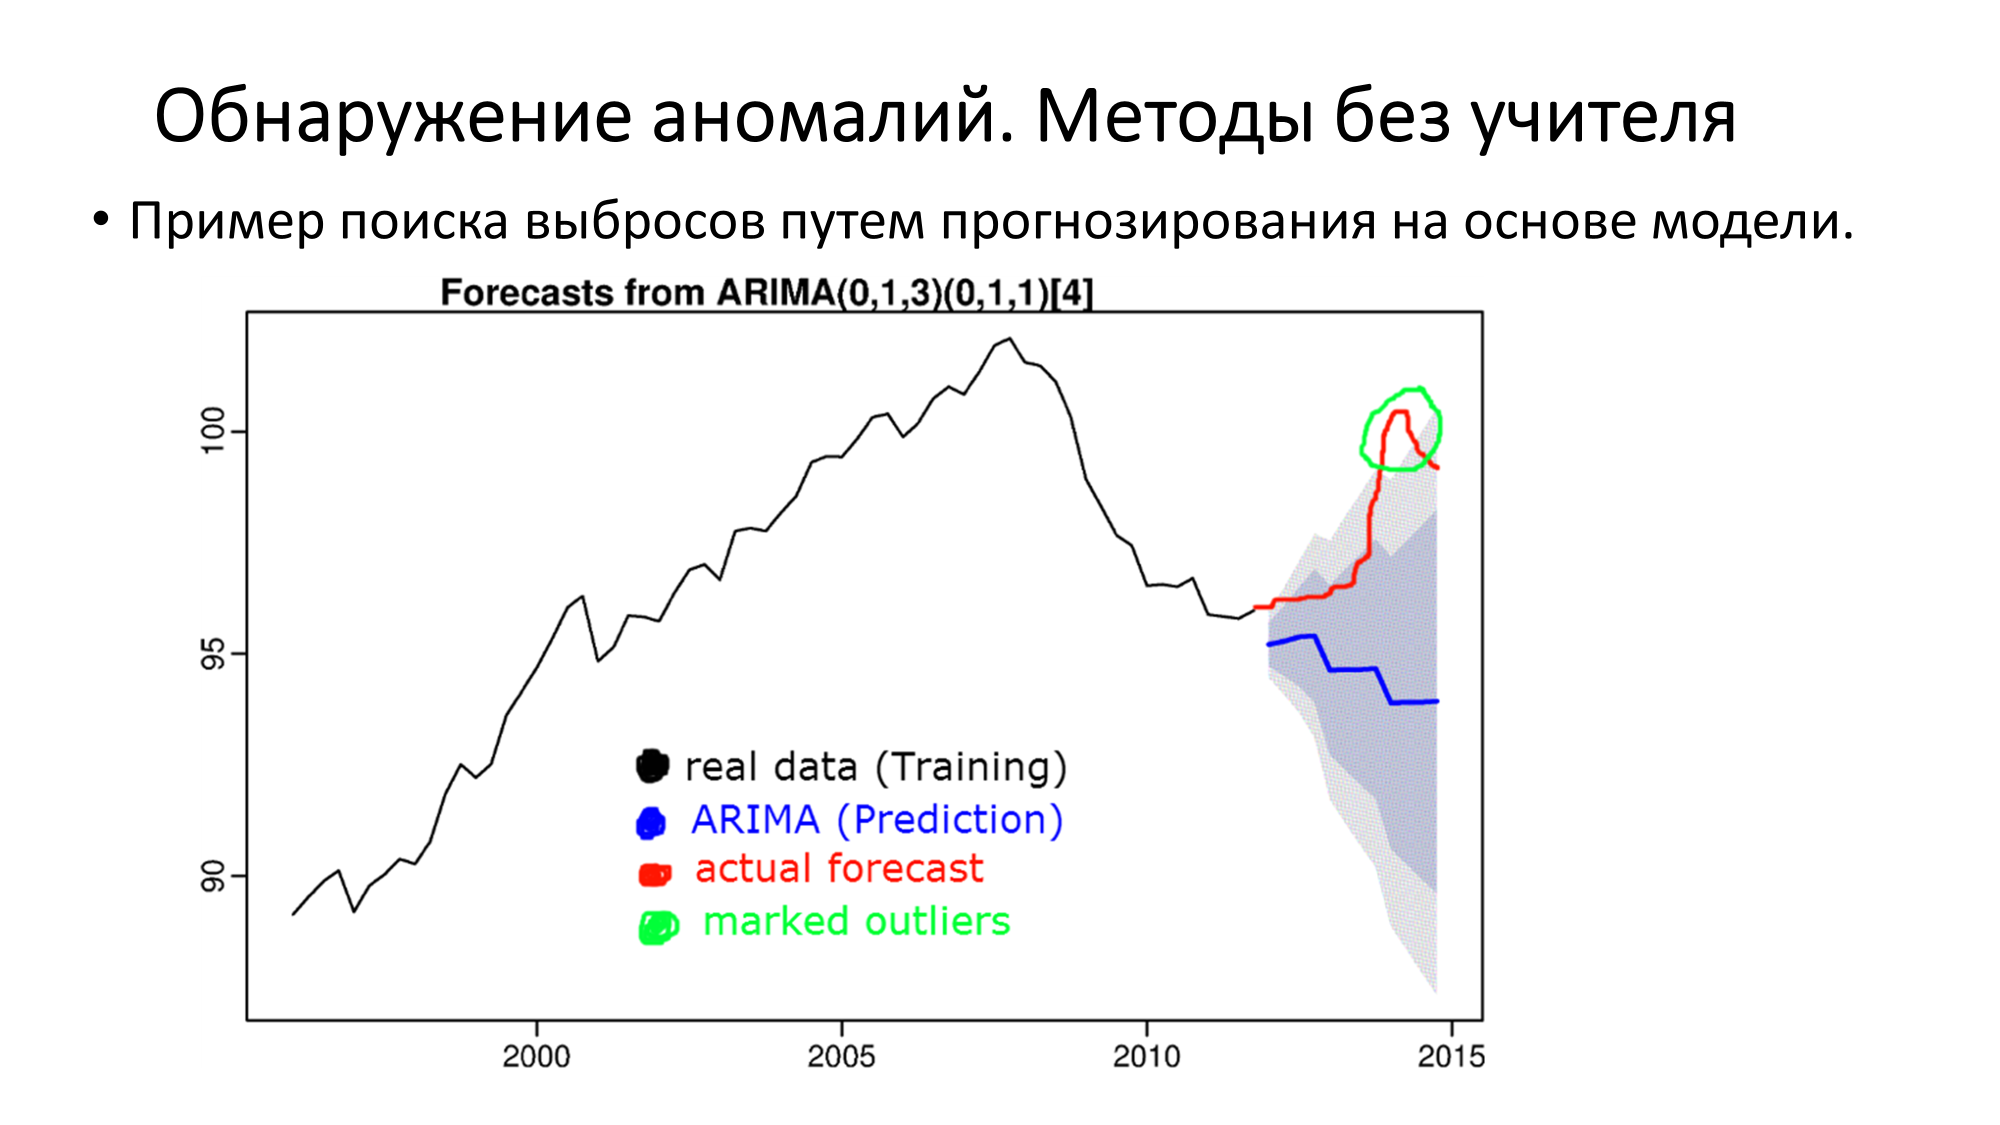 Обнаружение аномалий. Методы без учителя
• Пример поиска выбросов путем прогнозирования на основе модели.
Forecasts from ARIMA(0,1,3)(0,1,1)[4]
100
95
90
real data (Training)
ARIMA (Prediction)
actual forecast
marked outliers
2000 2005 2010 2015